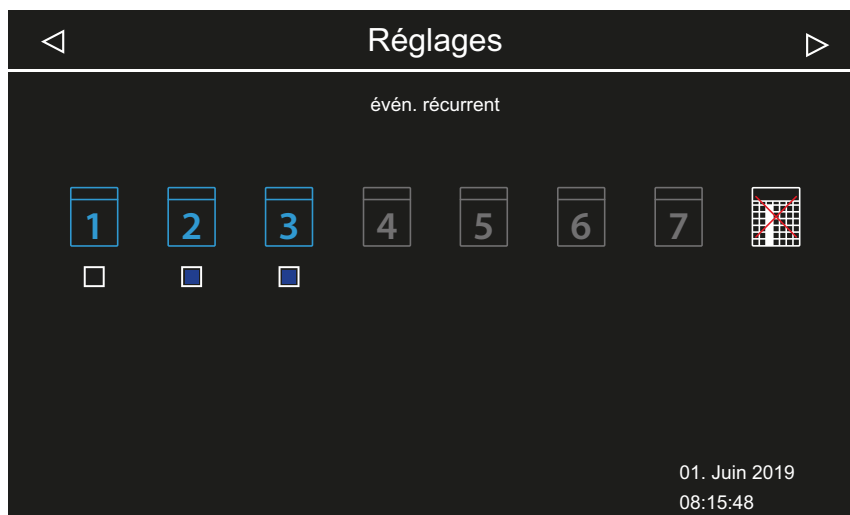 Réglages
évén. récurrent
1 2 3 4 5 6 7
01. Juin 2019
08:15:48